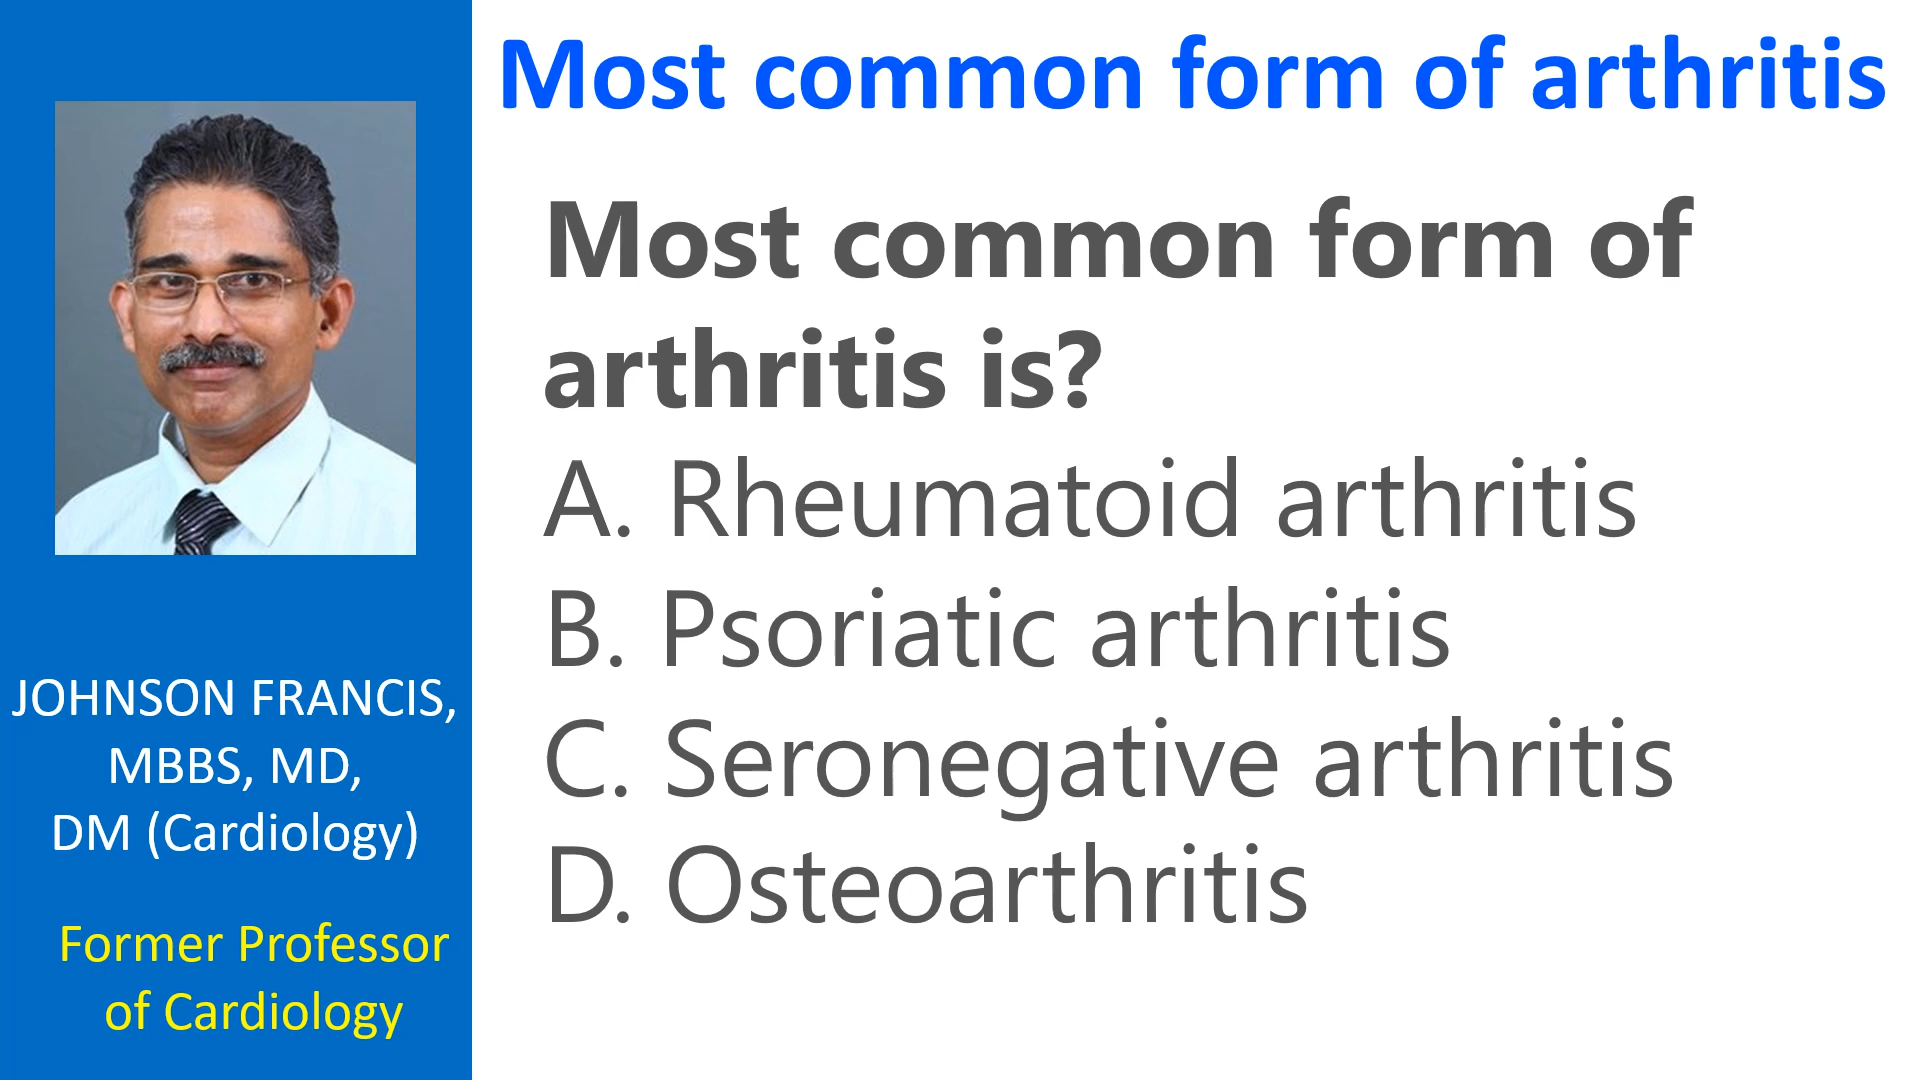 Most common form of arthritis
Most common form of
arthritis is?
A. Rheumatoid arthritis
B. Psoriatic arthritis
C. Seronegative arthritis
D. Osteoarthritis
JOHNSON FRANCIS,
MBBS, MD,
DM (Cardiology)
Former Professor
of Cardiology